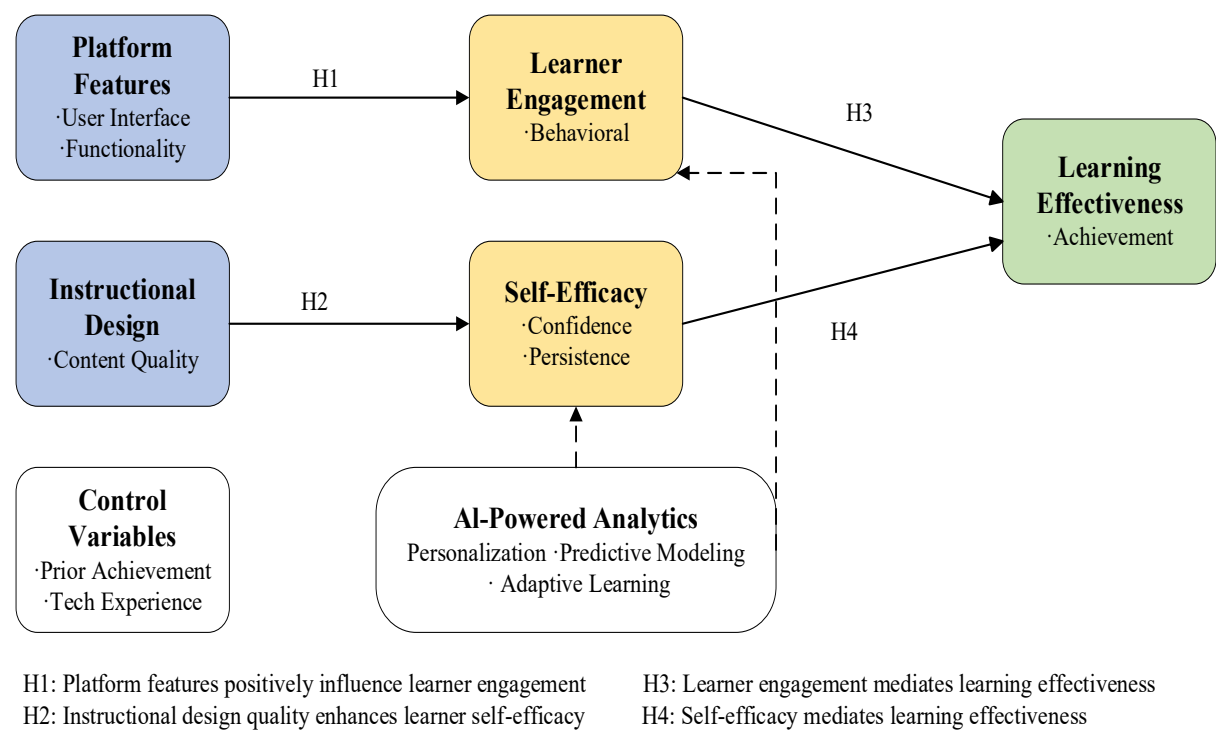 Platform
Features
·User Interface
·Functionality
H1
Learner
Engagement
·Behavioral
H3
Learning
Effectiveness
·Achievement
Instructional
Design
·Content Quality
H2
Self-Efficacy
·Confidence
·Persistence
H4
Control
Variables
·Prior Achievement
·Tech Experience
AI-Powered Analytics
Personalization ·Predictive Modeling
· Adaptive Learning
H1: Platform features positively influence learner engagement
H2: Instructional design quality enhances learner self-efficacy
H3: Learner engagement mediates learning effectiveness
H4: Self-efficacy mediates learning effectiveness